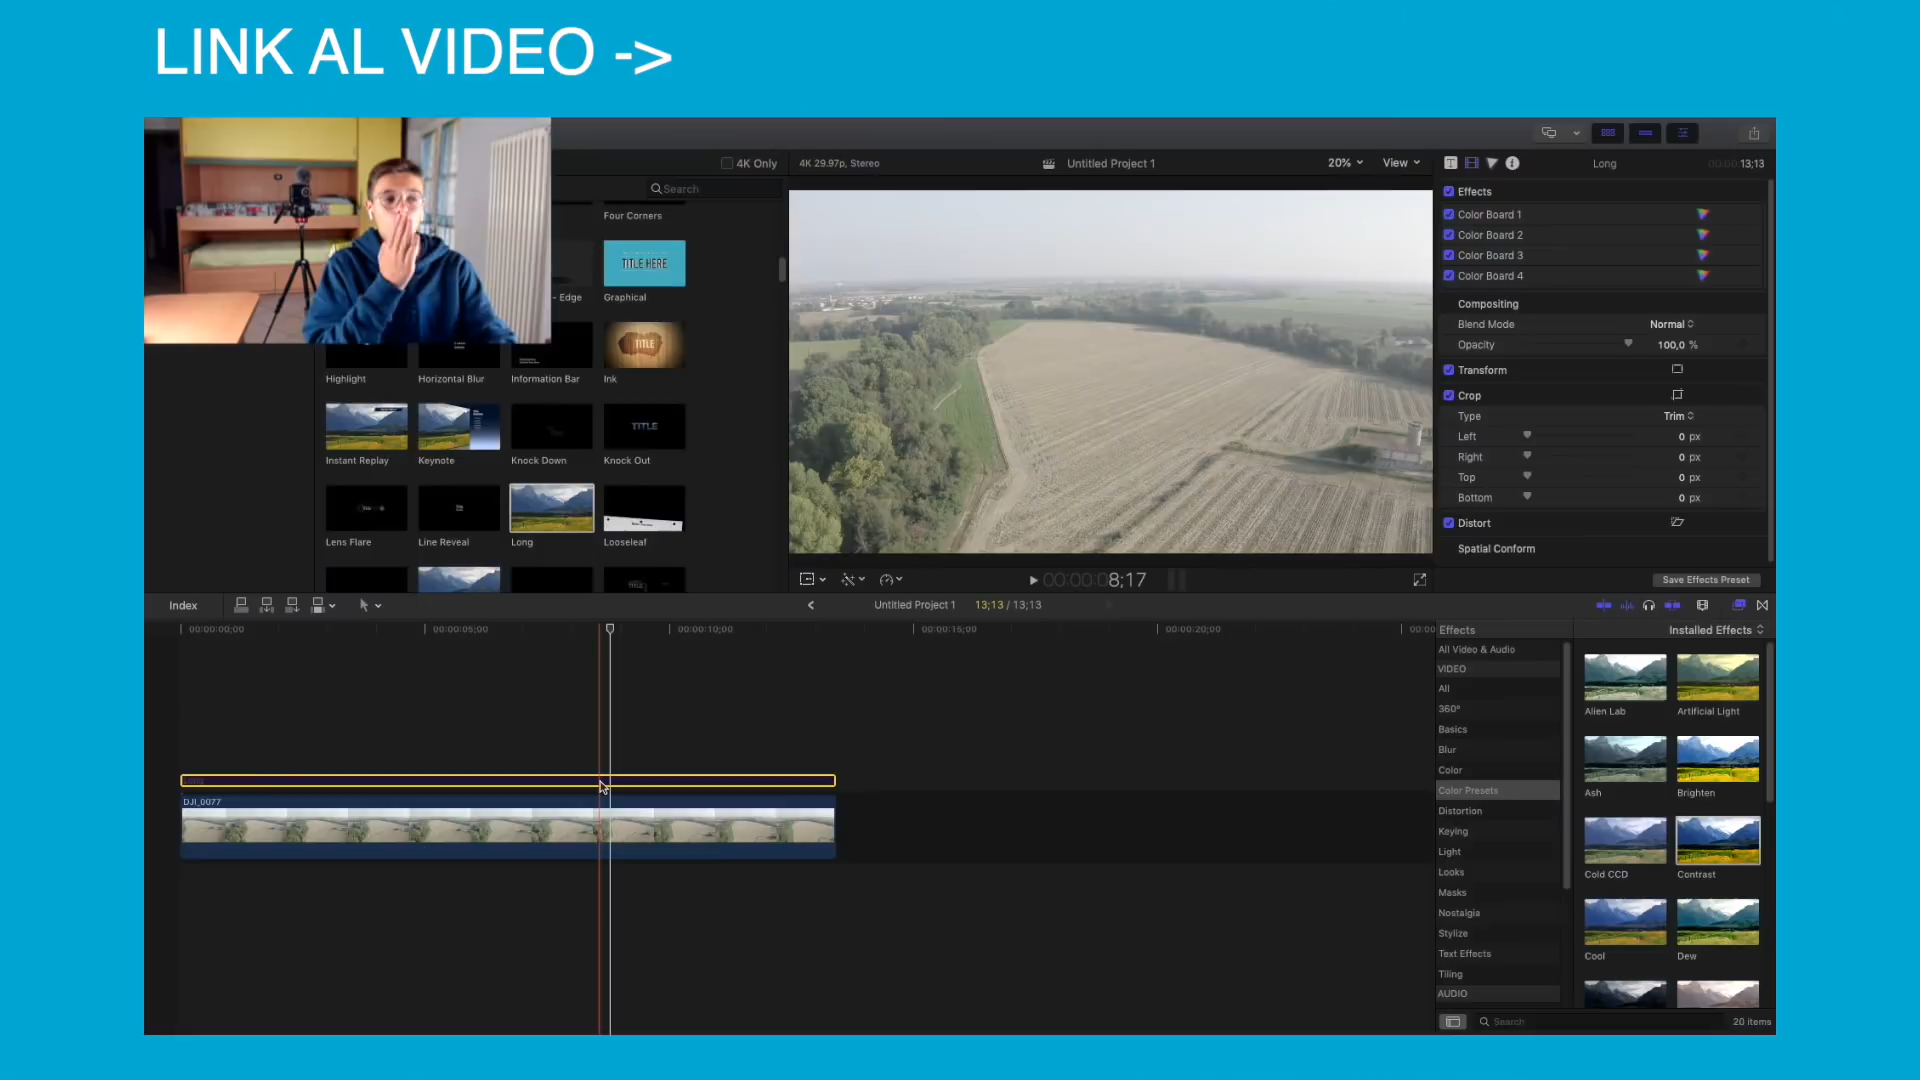 LINK AL VIDEO ->
4K Only
4K 29.97p, Stereo
Untitled Project 1
20%
View
Long
13;13
Search
Four Corners
TITLE HERE
- Edge
Graphical
TITLE
Highlight
Horizontal Blur
Information Bar
Ink
TITLE
Instant Replay
Keynote
Knock Down
Knock Out
Lens Flare
Line Reveal
Long
Looseleaf
Effects
Color Board 1
Color Board 2
Color Board 3
Color Board 4
Compositing
Blend Mode
Normal
Opacity
100,0 %
Transform
Crop
Type
Trim
Left
0 px
Right
0 px
Top
0 px
Bottom
0 px
Distort
Spatial Conform
Save Effects Preset
00:00:08;17
Index
Untitled Project 1
13;13 / 13;13
00:00:00;00
00:00:05;00
00:00:10;00
00:00:15;00
00:00:20;00
00:00
DJI_0077
Effects
Installed Effects
All Video & Audio
VIDEO
All
360°
Basics
Blur
Color
Color Presets
Distortion
Keying
Light
Looks
Masks
Nostalgia
Stylize
Text Effects
Tiling
AUDIO
Alien Lab
Artificial Light
Ash
Brighten
Cold CCD
Contrast
Cool
Dew
Search
20 items